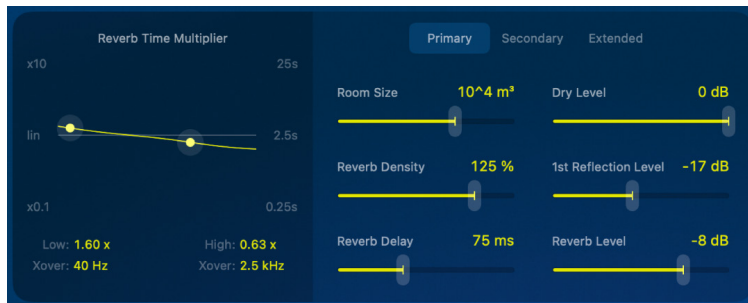 Reverb Time Multiplier
x10 25s
lin 2.5s
x0.1 0.25s
Low: 1.60 x High: 0.63 x
Xover: 40 Hz Xover: 2.5 kHz
Primary Secondary Extended
Room Size 10^4 m³ Dry Level 0 dB
Reverb Density 125 % 1st Reflection Level -17 dB
Reverb Delay 75 ms Reverb Level -8 dB